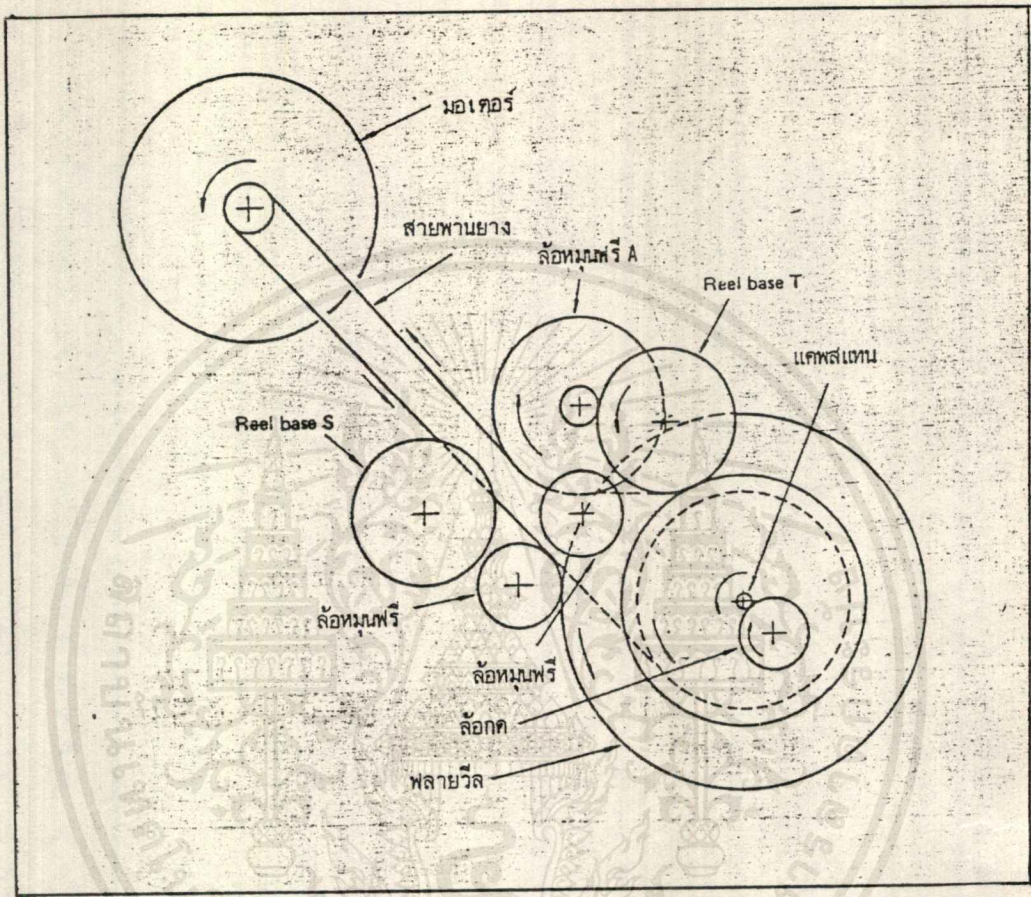 มอเตอร์
สายพานยาง
ล้อหมุนฟรี A
Reel base T
แคพสแทน
Reel base S
ล้อหมุนฟรี
ล้อหมุนฟรี
ล้อกด
ฟลายวีล